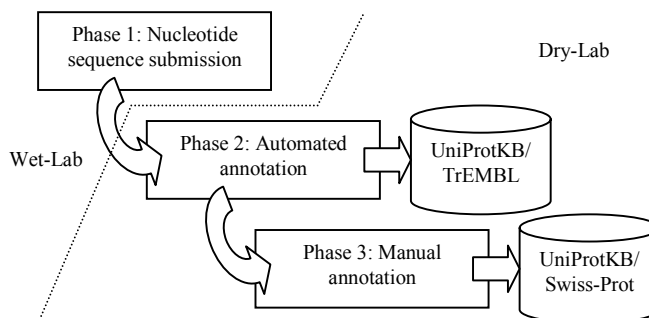 Phase 1: Nucleotide
sequence submission
Dry-Lab
Wet-Lab
Phase 2: Automated
annotation
UniProtKB/
TrEMBL
Phase 3: Manual
annotation
UniProtKB/
Swiss-Prot